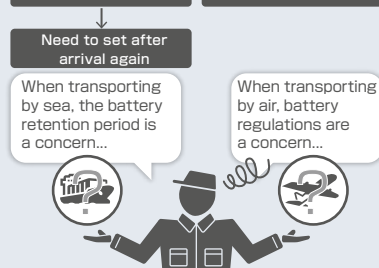 Need to set after
arrival again
When transporting
by sea, the battery
retention period is
a concern...
When transporting
by air, battery
regulations are
a concern...